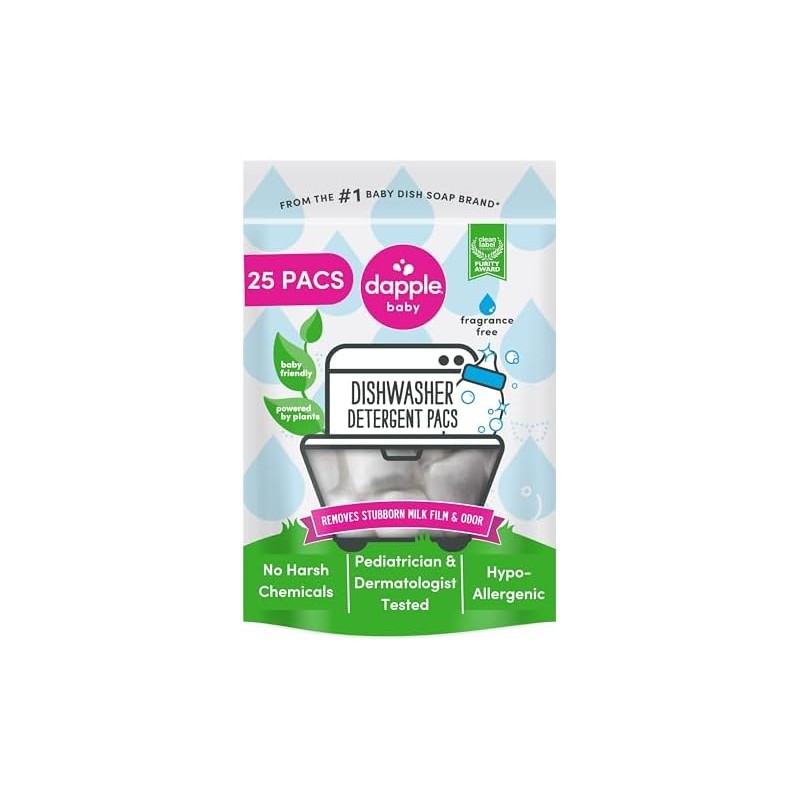 FROM THE #1 BABY DISH SOAP BRAND*
clean
label
PURITY
AWARD
25 PACS
dapple
baby
fragrance
free
baby
friendly
powered
by plants
DISHWASHER
DETERGENT PACS
REMOVES STUBBORN MILK FILM & ODOR
No Harsh
Chemicals
Pediatrician &
Dermatologist
Tested
Hypo-
Allergenic